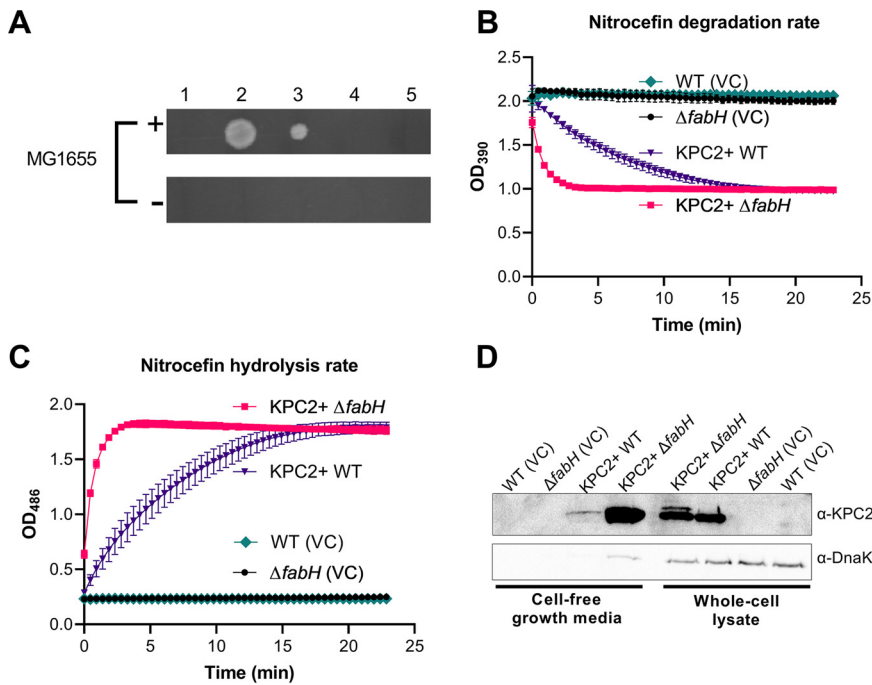 A
1 2 3 4 5
MG1655
+
-
B
Nitrocefin degradation rate
2.5
2.0
1.5
1.0
0.5
0.0
OD390
WT (VC)
ΔfabH (VC)
KPC2+ WT
KPC2+ ΔfabH
0 5 10 15 20 25
Time (min)
C
Nitrocefin hydrolysis rate
2.0
1.5
1.0
0.5
0.0
OD486
KPC2+ ΔfabH
KPC2+ WT
WT (VC)
ΔfabH (VC)
0 5 10 15 20 25
Time (min)
D
WT (VC)
ΔfabH (VC)
KPC2+ WT
KPC2+ ΔfabH
KPC2+ ΔfabH
KPC2+ WT
ΔfabH (VC)
WT (VC)
α-KPC2
α-DnaK
Cell-free
growth media
Whole-cell
lysate